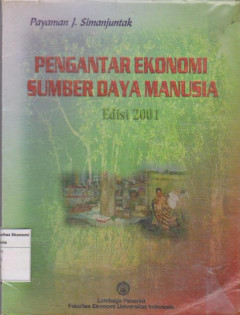 Payaman J. Simanjuntak
PENGANTAR EKONOMI
SUMBER DAYA MANUSIA
Edisi 2001
Lembaga Penerbit
Fakultas Ekonomi Universitas Indonesia